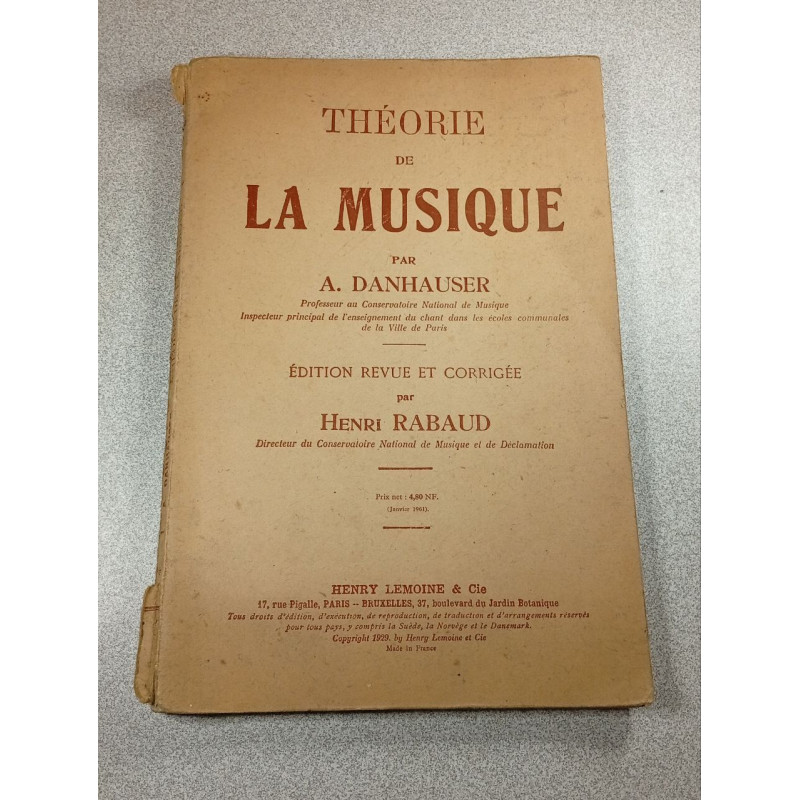 THÉORIE
DE
LA MUSIQUE
PAR
A. DANHAUSER
Professeur au Conservatoire National de Musique
Inspecteur principal de l'enseignement du chant dans les écoles communales
de la Ville de Paris
ÉDITION REVUE ET CORRIGÉE
par
HENRI RABAUD
Directeur du Conservatoire National de Musique et de Déclamation
Prix net : 4,80 NF.
(Janvier 1961).
HENRY LEMOINE & Cie
17, rue Pigalle, PARIS -- BRUXELLES, 37, boulevard du Jardin Botanique
Tous droits d'édition, d'exécution, de reproduction, de traduction et d'arrangements réservés
pour tous pays, y compris la Suède, la Norvège et le Danemark.
Copyright 1929. by Henry Lemoine et Cie
Made in France